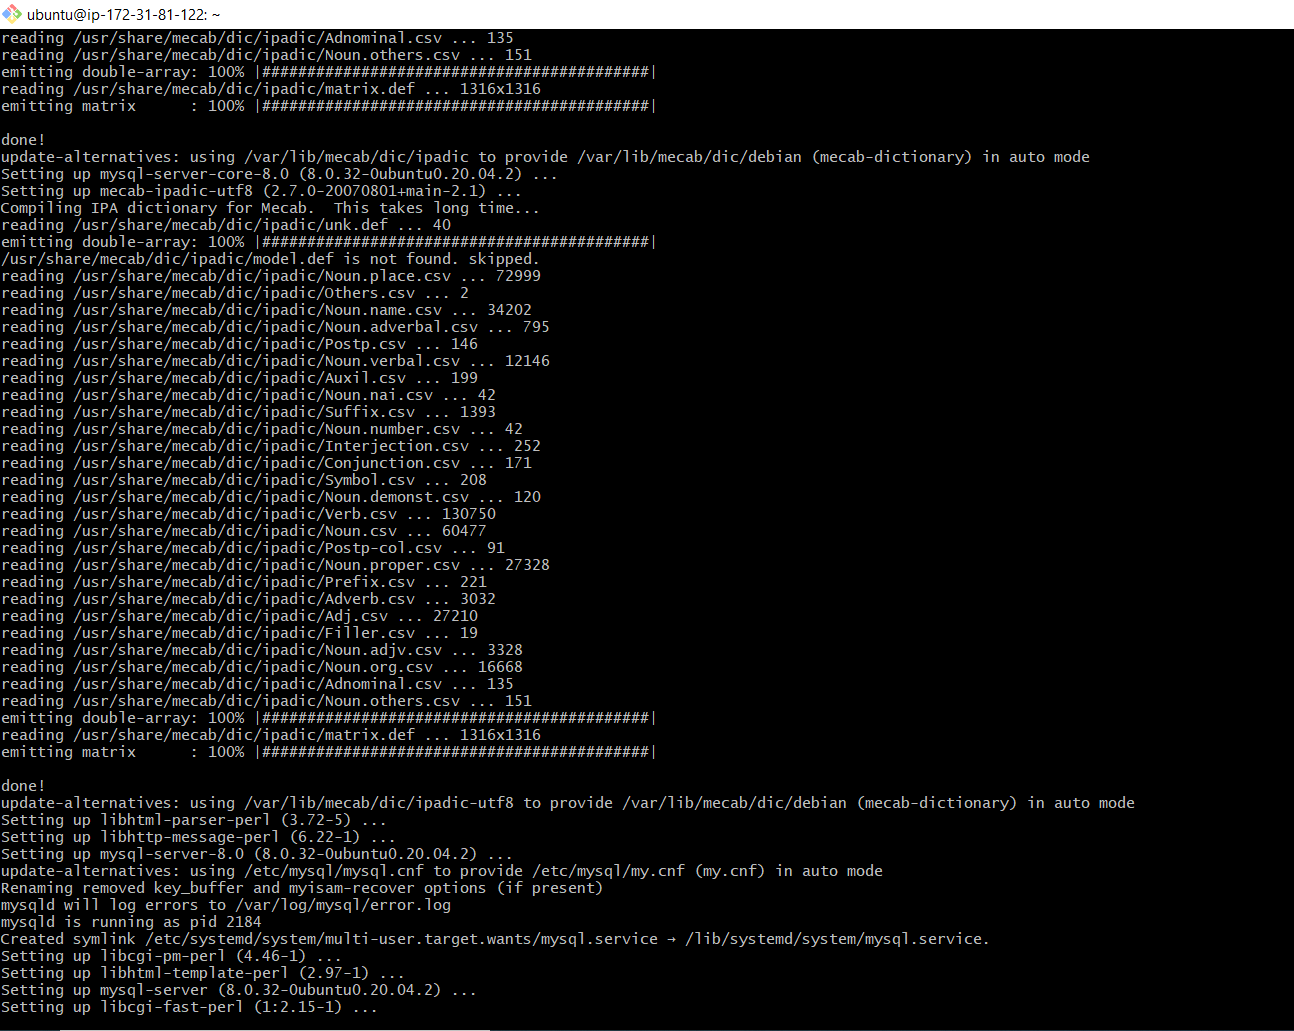 ubuntu@ip-172-31-81-122: ~
reading /usr/share/mecab/dic/ipadic/Adnominal.csv ... 135
reading /usr/share/mecab/dic/ipadic/Noun.others.csv ... 151
emitting double-array: 100% |###########################################|
reading /usr/share/mecab/dic/ipadic/matrix.def ... 1316x1316
emitting matrix      : 100% |###########################################|
done!
update-alternatives: using /var/lib/mecab/dic/ipadic to provide /var/lib/mecab/dic/debian (mecab-dictionary) in auto mode
Setting up mysql-server-core-8.0 (8.0.32-0ubuntu0.20.04.2) ...
Setting up mecab-ipadic-utf8 (2.7.0-20070801+main-2.1) ...
Compiling IPA dictionary for Mecab.  This takes long time...
reading /usr/share/mecab/dic/ipadic/unk.def ... 40
emitting double-array: 100% |###########################################|
/usr/share/mecab/dic/ipadic/model.def is not found. skipped.
reading /usr/share/mecab/dic/ipadic/Noun.place.csv ... 72999
reading /usr/share/mecab/dic/ipadic/Others.csv ... 2
reading /usr/share/mecab/dic/ipadic/Noun.name.csv ... 34202
reading /usr/share/mecab/dic/ipadic/Noun.adverbal.csv ... 795
reading /usr/share/mecab/dic/ipadic/Postp.csv ... 146
reading /usr/share/mecab/dic/ipadic/Noun.verbal.csv ... 12146
reading /usr/share/mecab/dic/ipadic/Auxil.csv ... 199
reading /usr/share/mecab/dic/ipadic/Noun.nai.csv ... 42
reading /usr/share/mecab/dic/ipadic/Suffix.csv ... 1393
reading /usr/share/mecab/dic/ipadic/Noun.number.csv ... 42
reading /usr/share/mecab/dic/ipadic/Interjection.csv ... 252
reading /usr/share/mecab/dic/ipadic/Conjunction.csv ... 171
reading /usr/share/mecab/dic/ipadic/Symbol.csv ... 208
reading /usr/share/mecab/dic/ipadic/Noun.demonst.csv ... 120
reading /usr/share/mecab/dic/ipadic/Verb.csv ... 130750
reading /usr/share/mecab/dic/ipadic/Noun.csv ... 60477
reading /usr/share/mecab/dic/ipadic/Postp-col.csv ... 91
reading /usr/share/mecab/dic/ipadic/Noun.proper.csv ... 27328
reading /usr/share/mecab/dic/ipadic/Prefix.csv ... 221
reading /usr/share/mecab/dic/ipadic/Adverb.csv ... 3032
reading /usr/share/mecab/dic/ipadic/Adj.csv ... 27210
reading /usr/share/mecab/dic/ipadic/Filler.csv ... 19
reading /usr/share/mecab/dic/ipadic/Noun.adjv.csv ... 3328
reading /usr/share/mecab/dic/ipadic/Noun.org.csv ... 16668
reading /usr/share/mecab/dic/ipadic/Adnominal.csv ... 135
reading /usr/share/mecab/dic/ipadic/Noun.others.csv ... 151
emitting double-array: 100% |###########################################|
reading /usr/share/mecab/dic/ipadic/matrix.def ... 1316x1316
emitting matrix      : 100% |###########################################|
done!
update-alternatives: using /var/lib/mecab/dic/ipadic-utf8 to provide /var/lib/mecab/dic/debian (mecab-dictionary) in auto mode
Setting up libhtml-parser-perl (3.72-5) ...
Setting up libhttp-message-perl (6.22-1) ...
Setting up mysql-server-8.0 (8.0.32-0ubuntu0.20.04.2) ...
update-alternatives: using /etc/mysql/mysql.cnf to provide /etc/mysql/my.cnf (my.cnf) in auto mode
Renaming removed key_buffer and myisam-recover options (if present)
mysqld will log errors to /var/log/mysql/error.log
mysqld is running as pid 2184
Created symlink /etc/systemd/system/multi-user.target.wants/mysql.service → /lib/systemd/system/mysql.service.
Setting up libcgi-pm-perl (4.46-1) ...
Setting up libhtml-template-perl (2.97-1) ...
Setting up mysql-server (8.0.32-0ubuntu0.20.04.2) ...
Setting up libcgi-fast-perl (1:2.15-1) ...